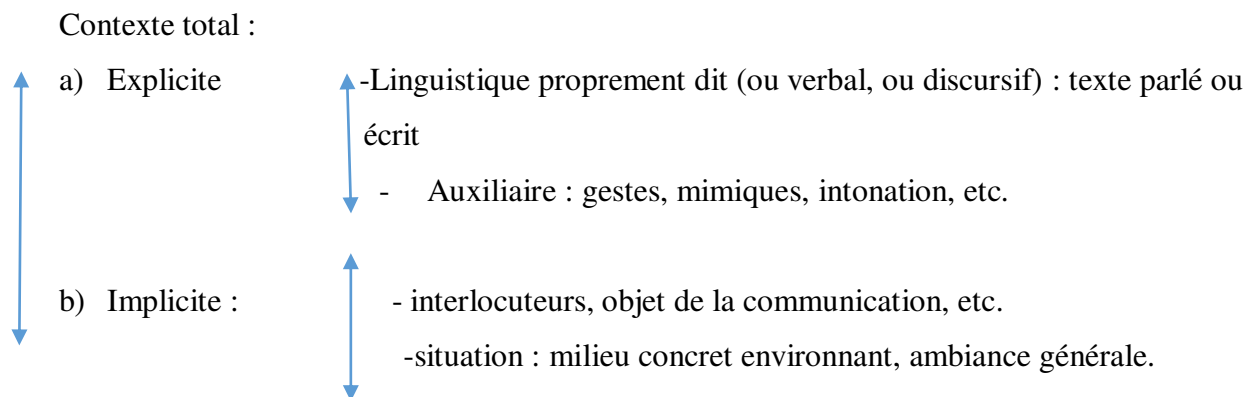 Contexte total :
a) Explicite -Linguistique proprement dit (ou verbal, ou discursif) : texte parlé ou
écrit
- Auxiliaire : gestes, mimiques, intonation, etc.
b) Implicite : - interlocuteurs, objet de la communication, etc.
-situation : milieu concret environnant, ambiance générale.